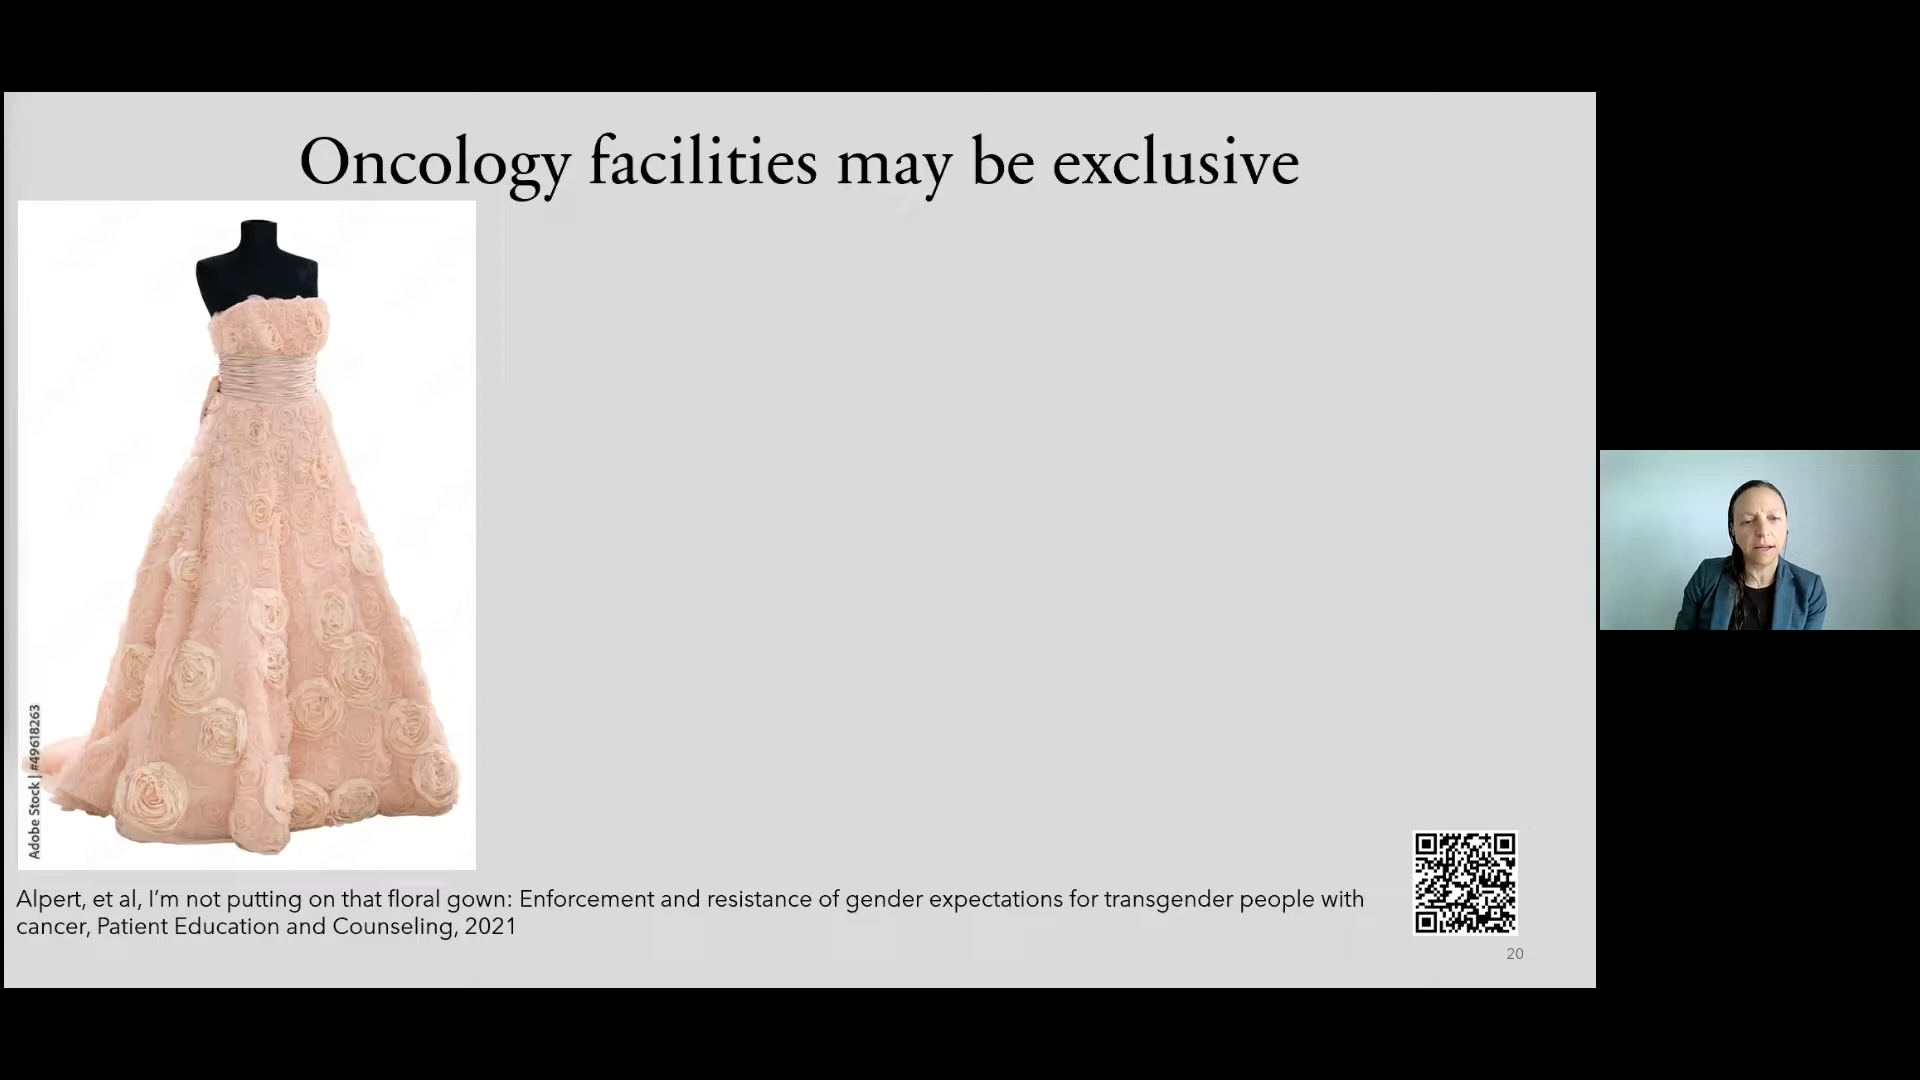 Oncology facilities may be exclusive
Adobe Stock | #49618263
Alpert, et al, I’m not putting on that floral gown: Enforcement and resistance of gender expectations for transgender people with
cancer, Patient Education and Counseling, 2021
20